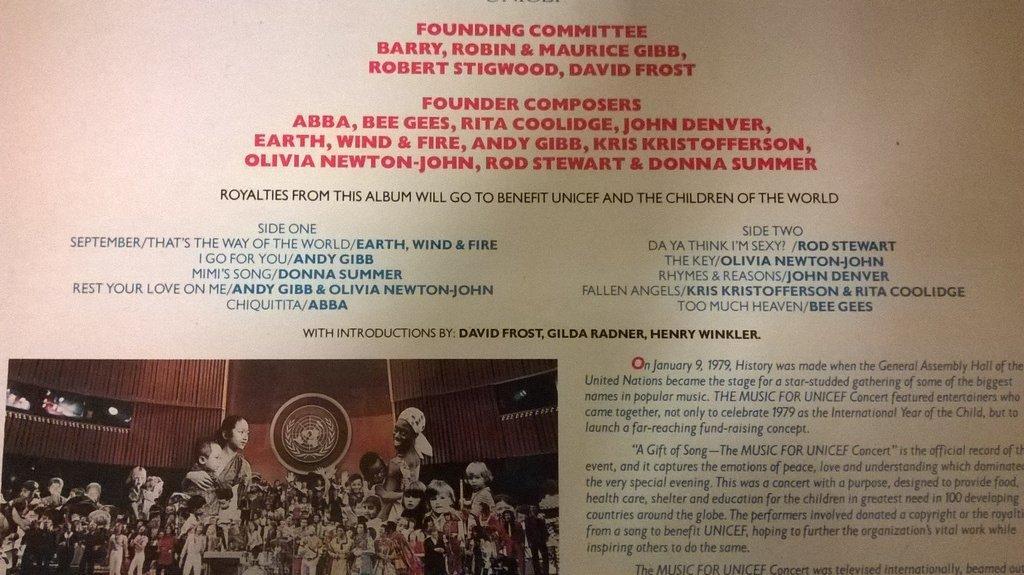 FOUNDING COMMITTEE
BARRY, ROBIN & MAURICE GIBB,
ROBERT STIGWOOD, DAVID FROST
FOUNDER COMPOSERS
ABBA, BEE GEES, RITA COOLIDGE, JOHN DENVER,
EARTH, WIND & FIRE, ANDY GIBB, KRIS KRISTOFFERSON,
OLIVIA NEWTON-JOHN, ROD STEWART & DONNA SUMMER
ROYALTIES FROM THIS ALBUM WILL GO TO BENEFIT UNICEF AND THE CHILDREN OF THE WORLD
SIDE ONE
SEPTEMBER/THAT'S THE WAY OF THE WORLD/EARTH, WIND & FIRE
I GO FOR YOU/ANDY GIBB
MIMI'S SONG/DONNA SUMMER
REST YOUR LOVE ON ME/ANDY GIBB & OLIVIA NEWTON-JOHN
CHIQUITITA/ABBA
SIDE TWO
DA YA THINK I'M SEXY? /ROD STEWART
THE KEY/OLIVIA NEWTON-JOHN
RHYMES & REASONS/JOHN DENVER
FALLEN ANGELS/KRIS KRISTOFFERSON & RITA COOLIDGE
TOO MUCH HEAVEN/BEE GEES
WITH INTRODUCTIONS BY: DAVID FROST, GILDA RADNER, HENRY WINKLER.
On January 9, 1979, History was made when the General Assembly Hall of the
United Nations became the stage for a star-studded gathering of some of the biggest
names in popular music. THE MUSIC FOR UNICEF Concert featured entertainers who
came together, not only to celebrate 1979 as the International Year of the Child, but to
launch a far-reaching fund-raising concept.
"A Gift of Song—The MUSIC FOR UNICEF Concert" is the official record of th
event, and it captures the emotions of peace, love and understanding which dominate
the very special evening. This was a concert with a purpose, designed to provide food,
health care, shelter and education for the children in greatest need in 100 developing
countries around the globe. The performers involved donated a copyright or the royalti
from a song to benefit UNICEF, hoping to further the organization's vital work while
inspiring others to do the same.
The MUSIC FOR UNICEF Concert was televised internationally, beamed out